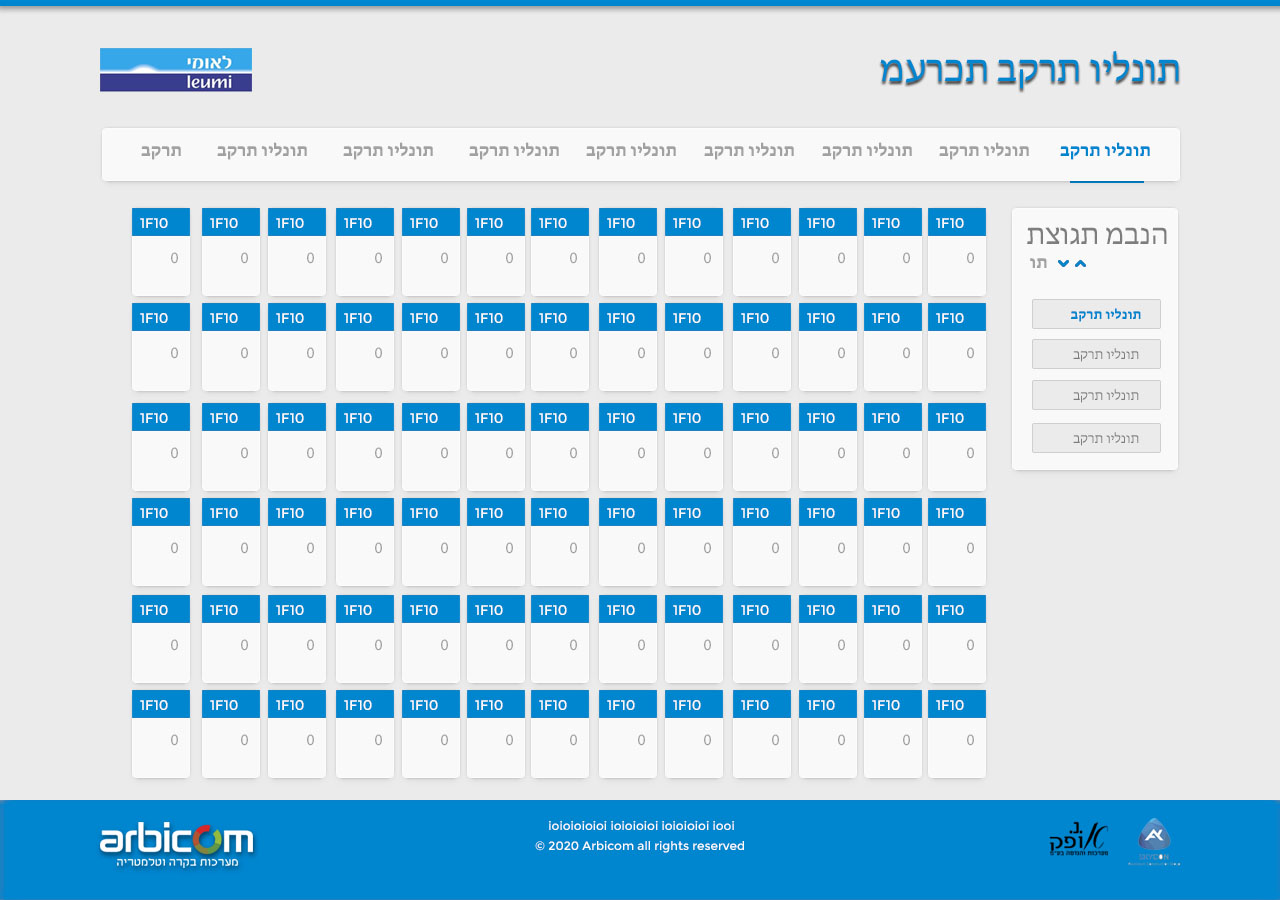 לאומי
leumi
תונליו תרקב תכרעמ
תונליו תרקב תונליו תרקב תונליו תרקב תונליו תרקב תונליו תרקב תונליו תרקב תונליו תרקב תונליו תרקב תרקב
הנבמ תגוצת
תו
תונליו תרקב
תונליו תרקב
תונליו תרקב
תונליו תרקב
1F10 1F10 1F10 1F10 1F10 1F10 1F10 1F10 1F10 1F10 1F10 1F10 1F10
0 0 0 0 0 0 0 0 0 0 0 0 0
1F10 1F10 1F10 1F10 1F10 1F10 1F10 1F10 1F10 1F10 1F10 1F10 1F10
0 0 0 0 0 0 0 0 0 0 0 0 0
1F10 1F10 1F10 1F10 1F10 1F10 1F10 1F10 1F10 1F10 1F10 1F10 1F10
0 0 0 0 0 0 0 0 0 0 0 0 0
1F10 1F10 1F10 1F10 1F10 1F10 1F10 1F10 1F10 1F10 1F10 1F10 1F10
0 0 0 0 0 0 0 0 0 0 0 0 0
1F10 1F10 1F10 1F10 1F10 1F10 1F10 1F10 1F10 1F10 1F10 1F10 1F10
0 0 0 0 0 0 0 0 0 0 0 0 0
1F10 1F10 1F10 1F10 1F10 1F10 1F10 1F10 1F10 1F10 1F10 1F10 1F10
0 0 0 0 0 0 0 0 0 0 0 0 0
arbicom
מערכות בקרה וטלמטריה
ioioioioioi ioioioioi ioioioioi iooi
© 2020 Arbicom all rights reserved
נ.ב.
אופק
מערכות והנדסה בע"מ